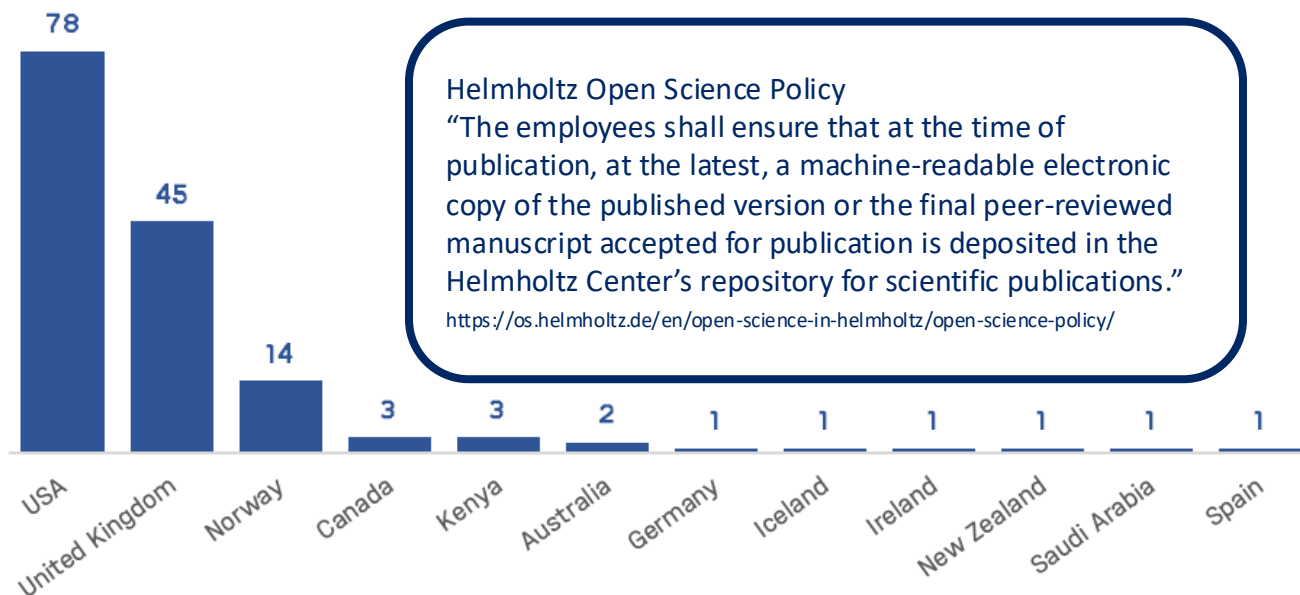 78
Helmholtz Open Science Policy
“The employees shall ensure that at the time of
publication, at the latest, a machine-readable electronic
copy of the published version or the final peer-reviewed
manuscript accepted for publication is deposited in the
Helmholtz Center’s repository for scientific publications.”
https://os.helmholtz.de/en/open-science-in-helmholtz/open-science-policy/
45
14
3
3
2
1
1
1
1
1
1
USA
United Kingdom
Norway
Canada
Kenya
Australia
Germany
Iceland
Ireland
New Zealand
Saudi Arabia
Spain